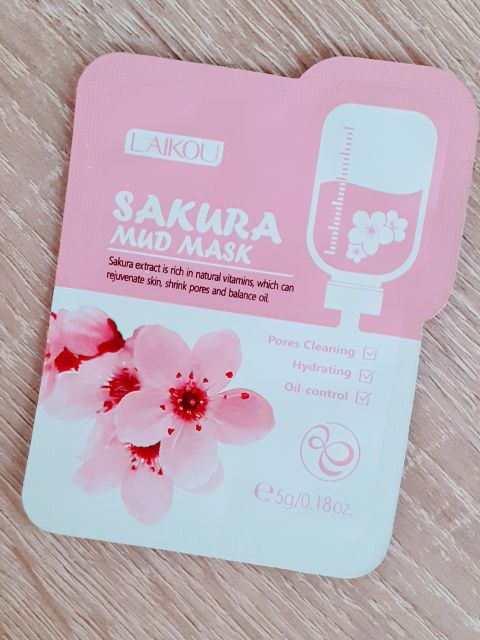 LAIKOU
SAKURA
MUD MASK
Sakura extract is rich in natural vitamins, which can
rejuvenate skin, shrink pores and balance oil.
Pores Cleaning
Hydrating
Oil-control
℮5g/0.18oz.